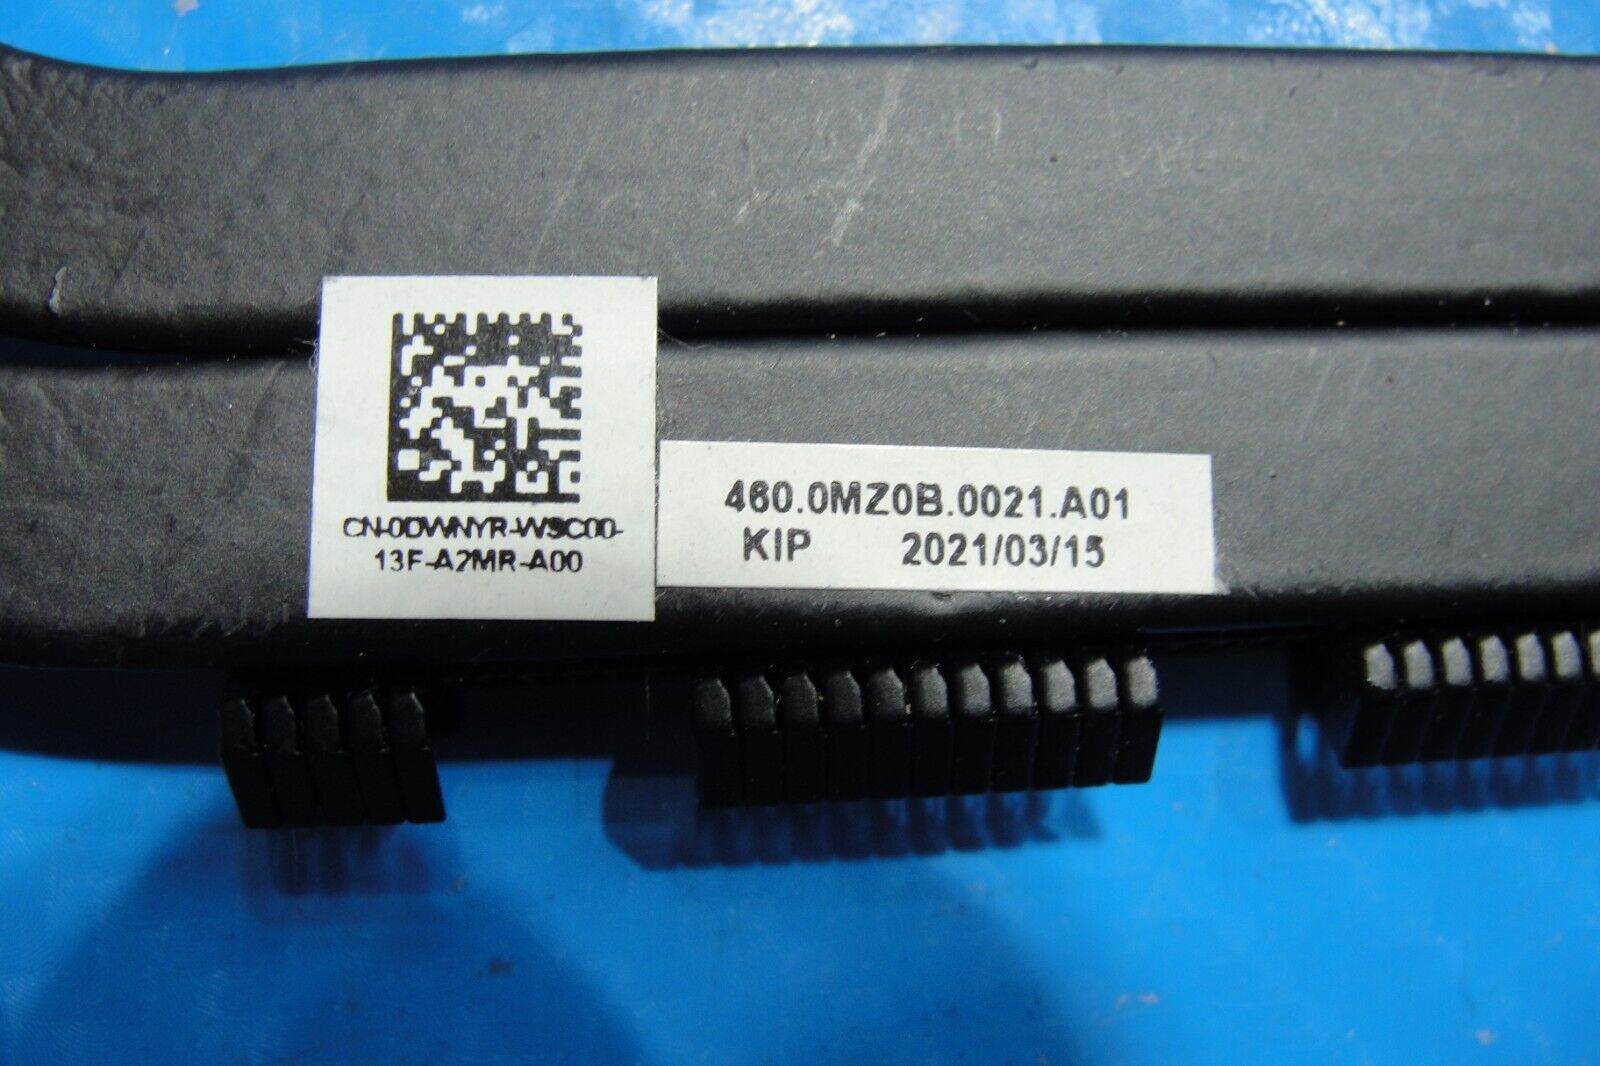 CN-0DWNYR-WSC00-
13F-A2MR-A00
460.0MZ0B.0021.A01
KIP 2021/03/15